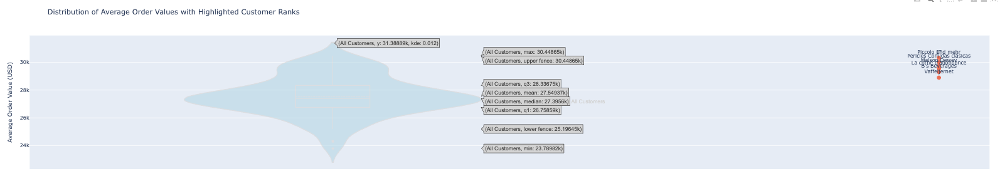 Distribution of Average Order Values with Highlighted Customer Ranks
Average Order Value (USD)
30k
28k
26k
24k
(All Customers, y: 31.38889k, kde: 0.012)
(All Customers, max: 30.44865k)
(All Customers, upper fence: 30.44865k)
(All Customers, q3: 28.33675k)
(All Customers, mean: 27.54937k)
(All Customers, median: 27.3956k)
All Customers
(All Customers, q1: 26.75859k)
(All Customers, lower fence: 25.19645k)
(All Customers, min: 23.78982k)
Piccolo und mehr
Pericles Comidas clásicas
Maison Dewey
La corne d'abondance
B's Beverages
Vaffeljernet